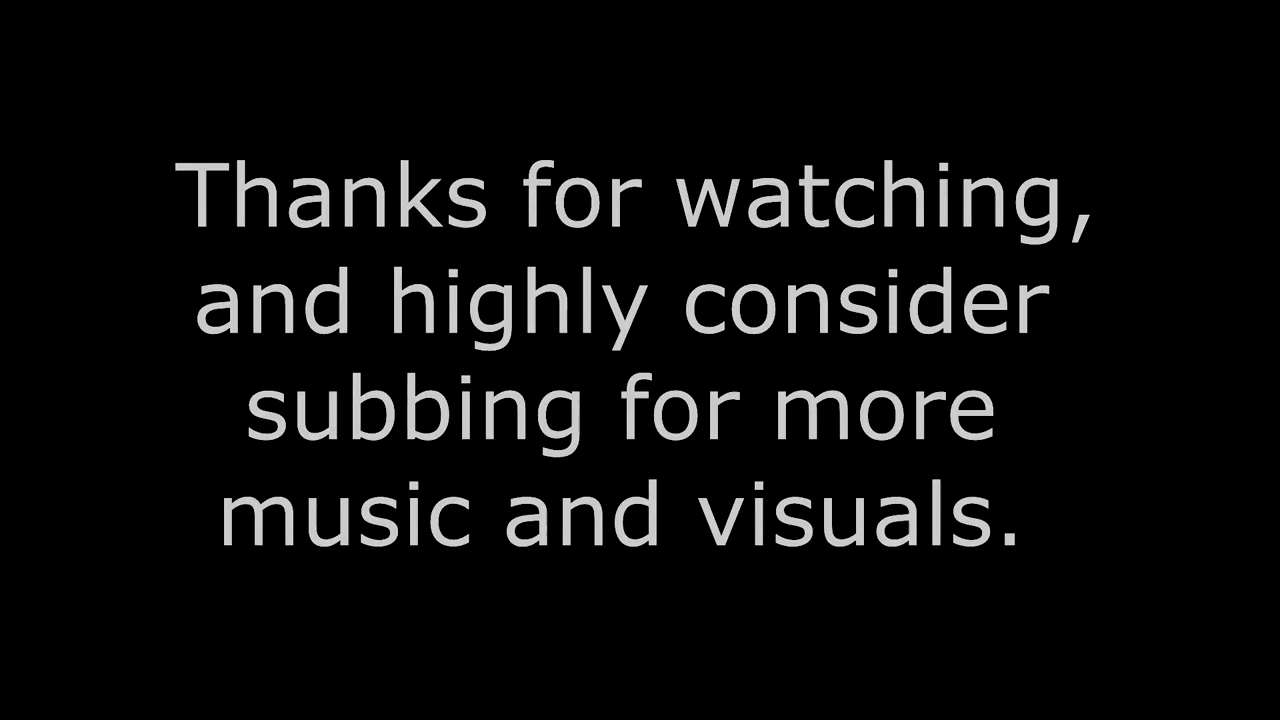 Thanks for watching,
and highly consider
subbing for more
music and visuals.